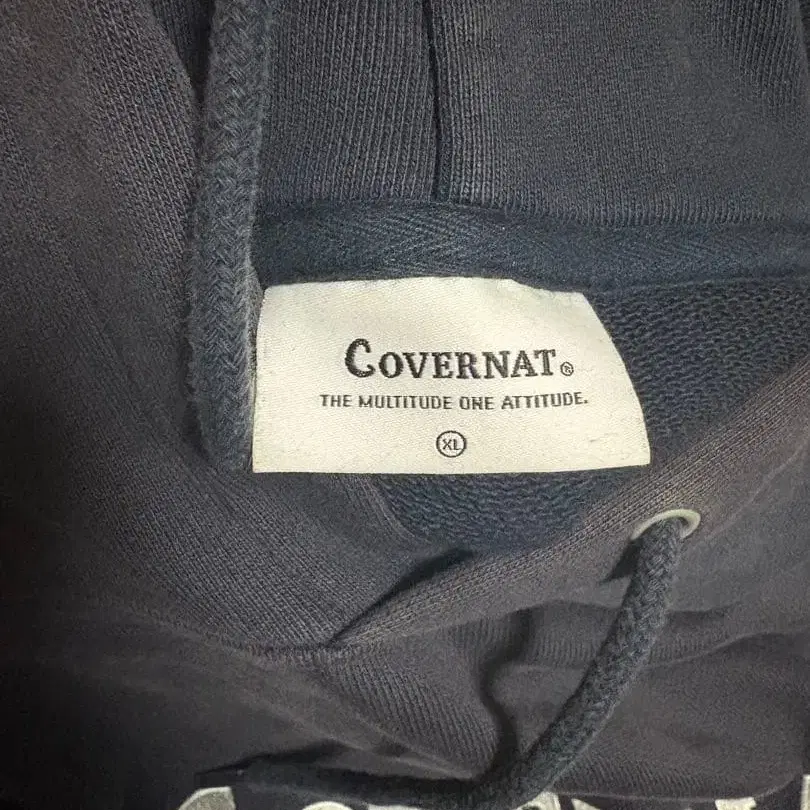 COVERNAT®
THE MULTITUDE ONE ATTITUDE.
XL